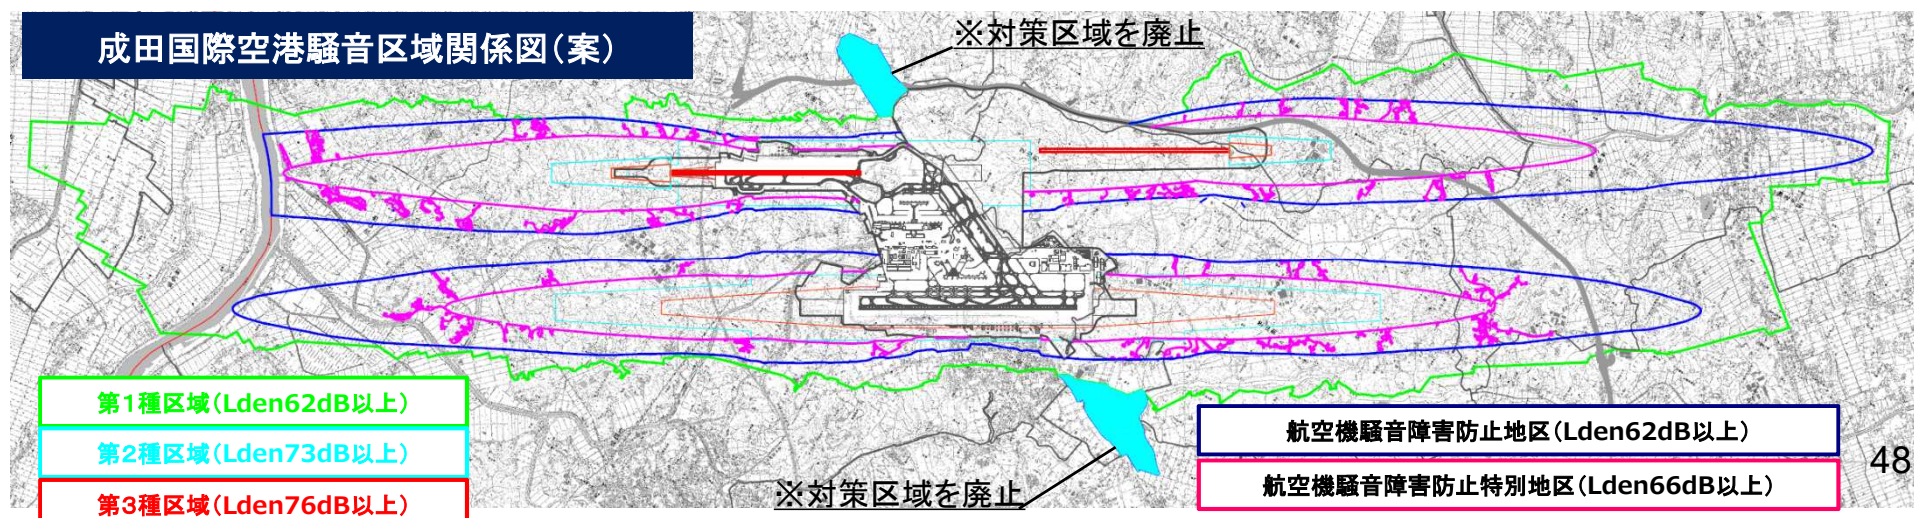 成田国際空港騒音区域関係図(案)
※対策区域を廃止
第1種区域(Lden62dB以上)
第2種区域(Lden73dB以上)
第3種区域(Lden76dB以上)
※対策区域を廃止
航空機騒音障害防止地区(Lden62dB以上)
航空機騒音障害防止特別地区(Lden66dB以上)
48